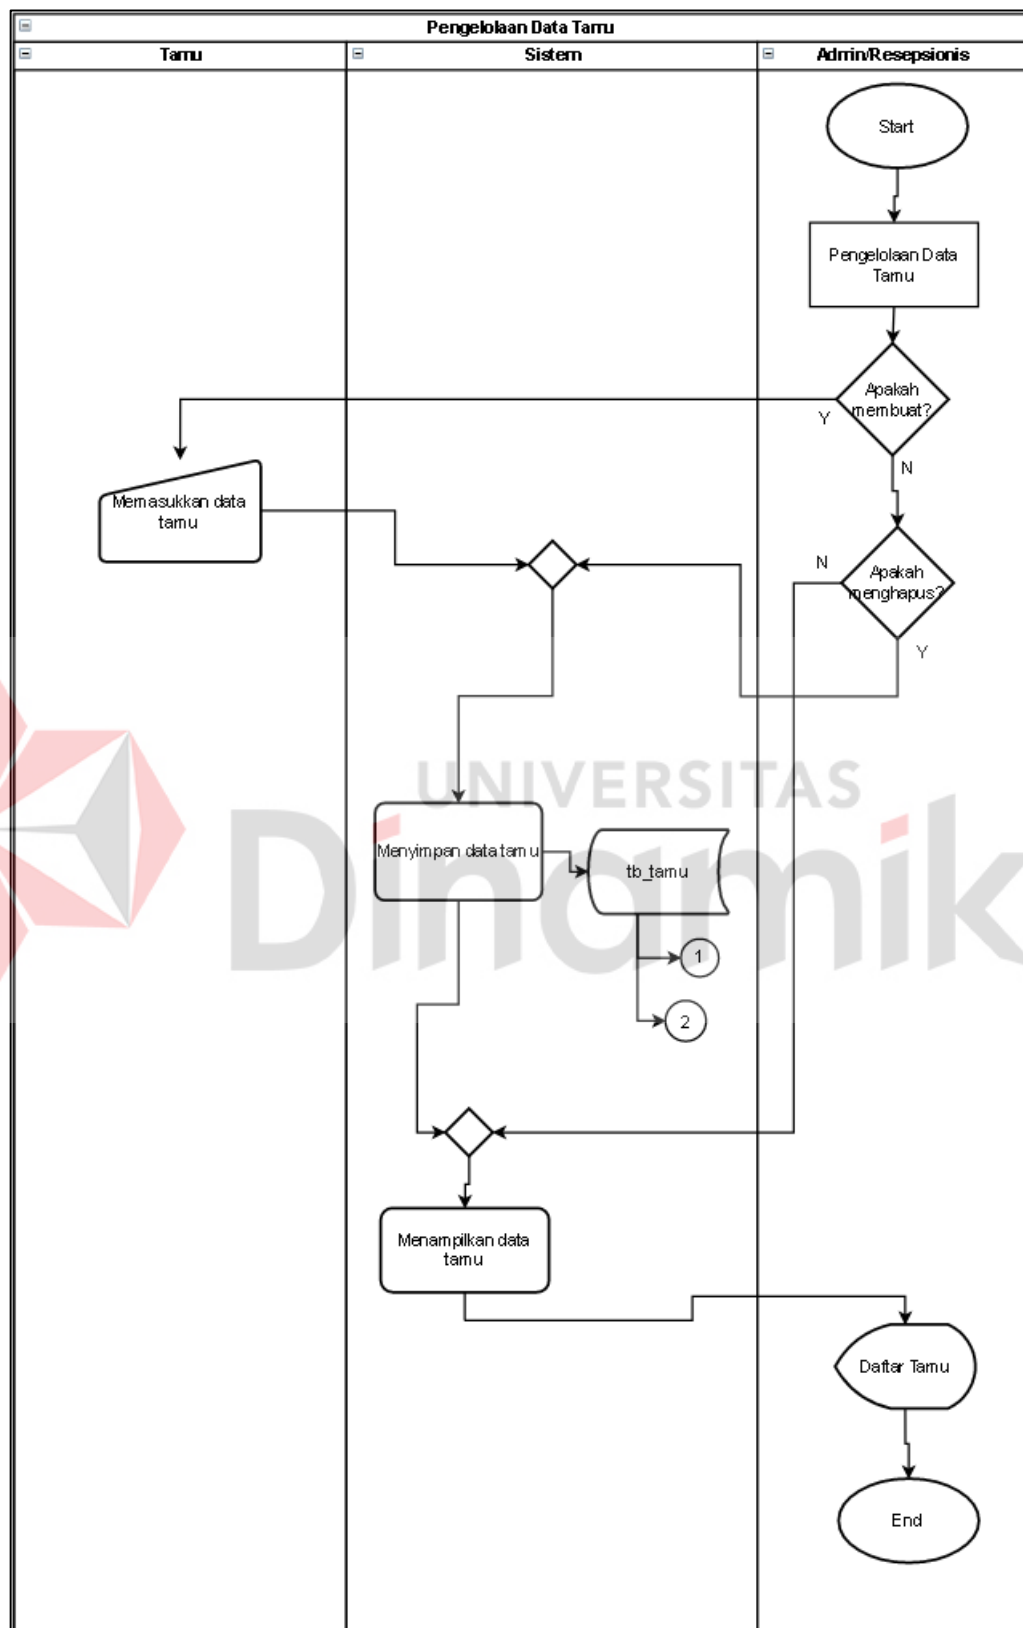 Pengelolaan Data Tamu
Tamu
Sistem
Admin/Resepsionis
Start
Pengelolaan Data
Tamu
Apakah
membuat?
Y
N
Memasukkan data
tamu
Apakah
menghapus?
N
Y
UNIVERSITAS
Dinamika
Menyimpan data tamu
tb_tamu
1
2
Menampilkan data
tamu
Daftar Tamu
End